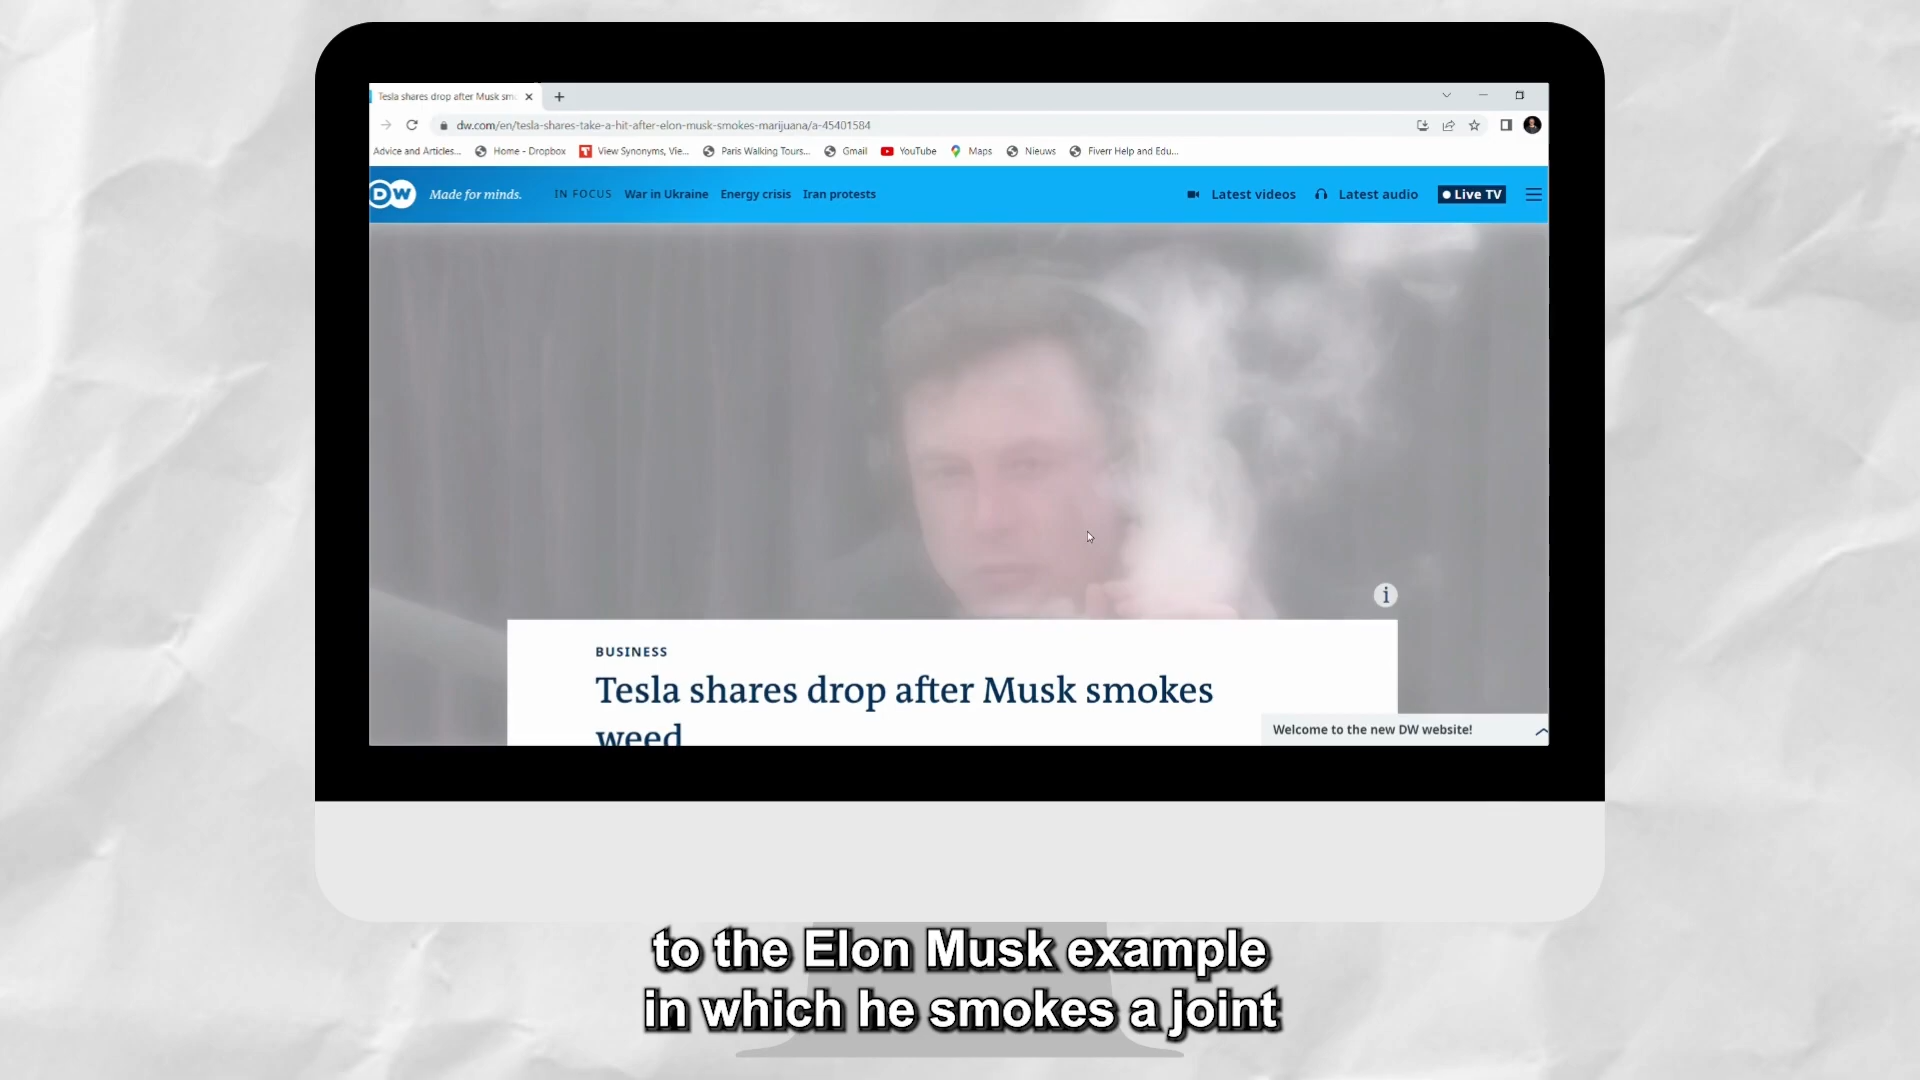 Tesla shares drop after Musk sm
dw.com/en/tesla-shares-take-a-hit-after-elon-musk-smokes-marijuana/a-45401584
Advice and Articles... Home - Dropbox View Synonyms, Vie... Paris Walking Tours... Gmail YouTube Maps Nieuws Fiverr Help and Edu...
DW Made for minds. IN FOCUS War in Ukraine Energy crisis Iran protests Latest videos Latest audio Live TV
i
BUSINESS
Tesla shares drop after Musk smokes
weed
Welcome to the new DW website!
to the Elon Musk example
in which he smokes a joint